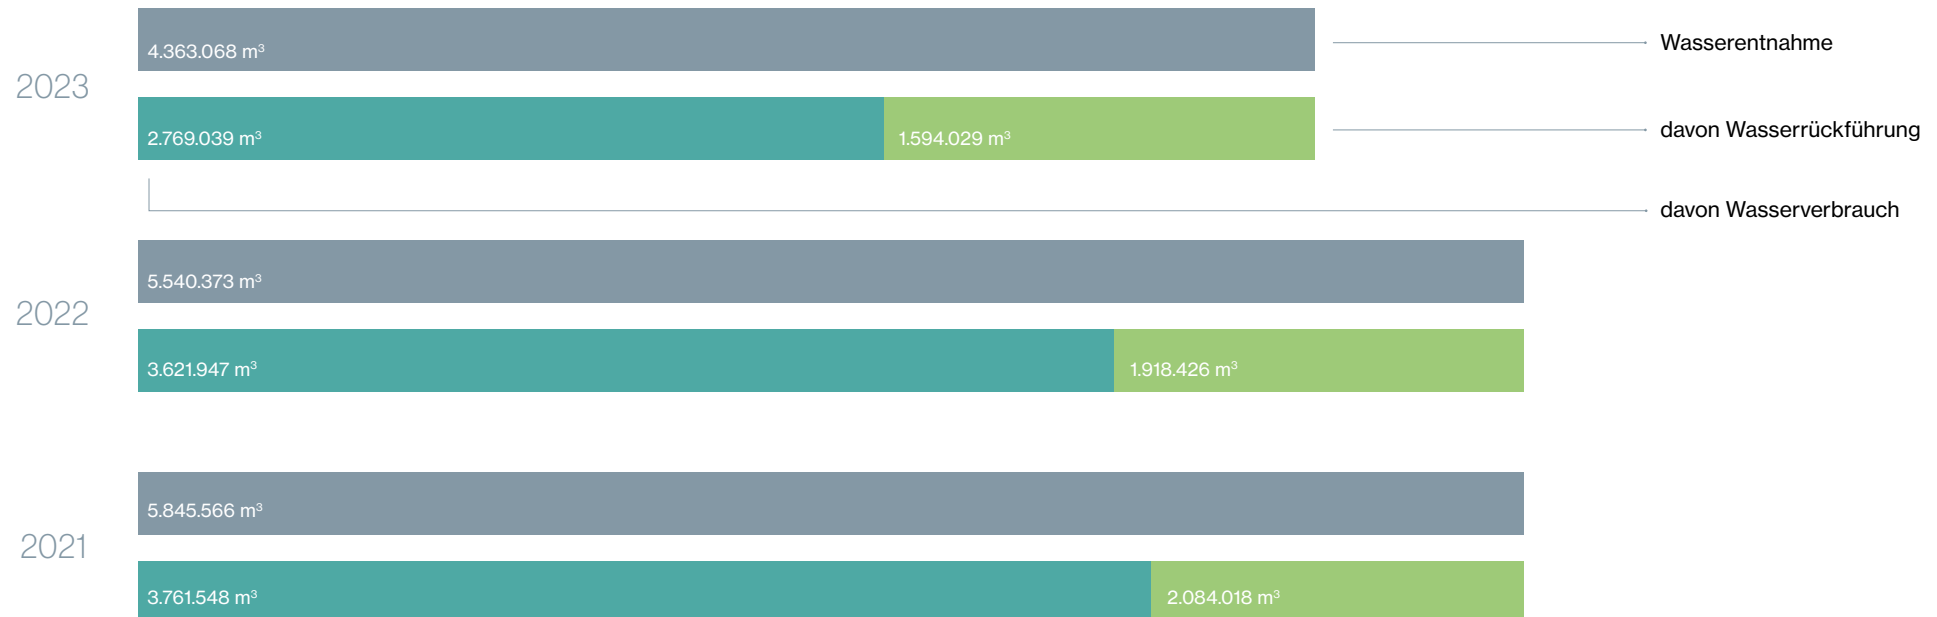 4.363.068 m³
Wasserentnahme
2023
2.769.039 m³
1.594.029 m³
davon Wasserrückführung
davon Wasserverbrauch
5.540.373 m³
2022
3.621.947 m³
1.918.426 m³
5.845.566 m³
2021
3.761.548 m³
2.084.018 m³